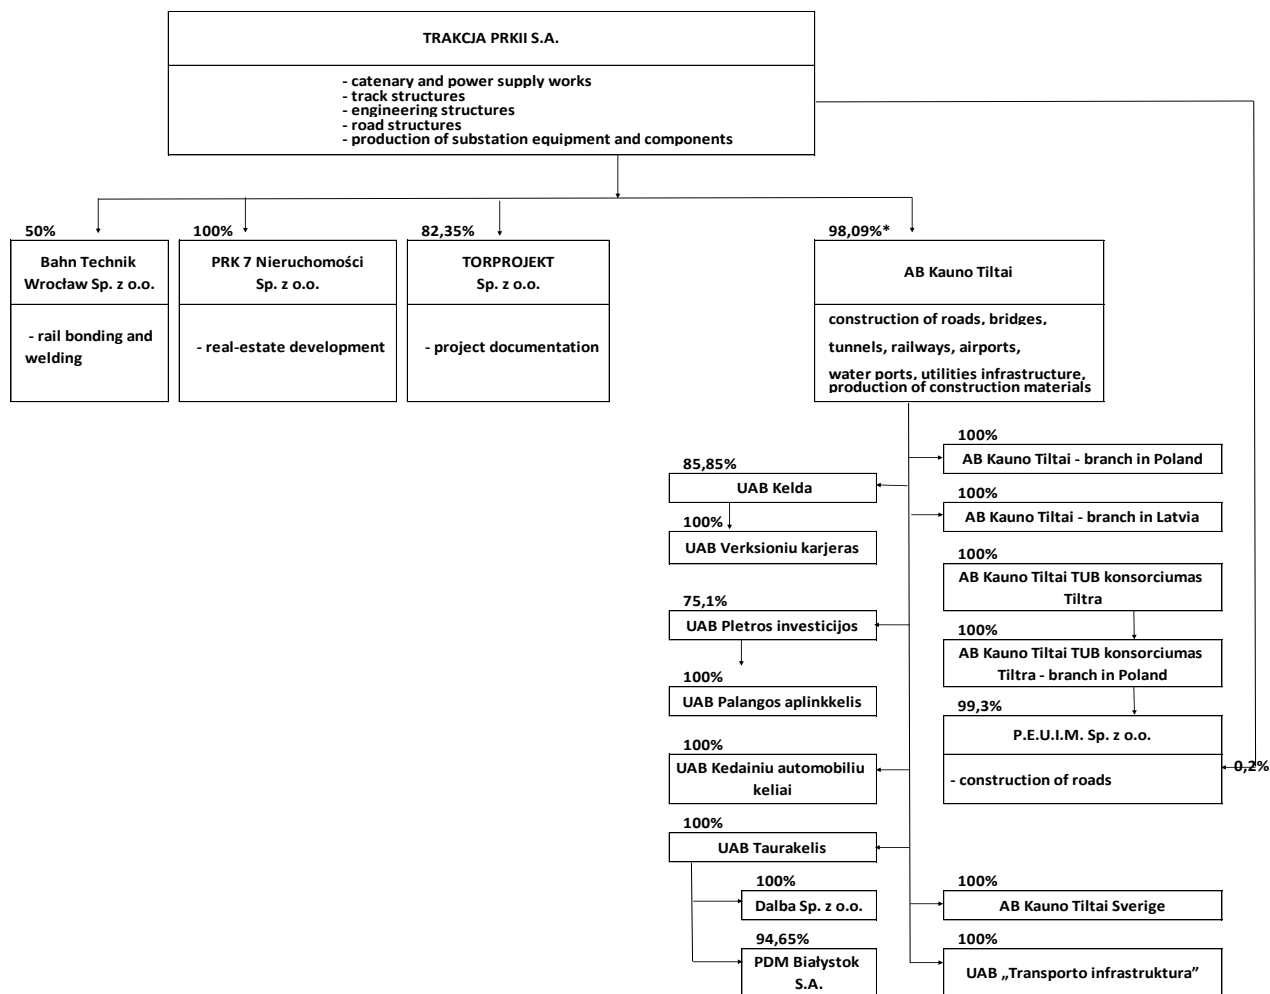 TRAKCJA PRKII S.A.
- catenary and power supply works
- track structures
- engineering structures
- road structures
- production of substation equipment and components
50%
Bahn Technik
Wrocław Sp. z o.o.
- rail bonding and
welding
100%
PRK 7 Nieruchomości
Sp. z o.o.
- real-estate development
82,35%
TORPROJEKT
Sp. z o.o.
- project documentation
98,09%*
AB Kauno Tiltai
construction of roads, bridges,
tunnels, railways, airports,
water ports, utilities infrastructure,
production of construction materials
85,85%
UAB Kelda
100%
UAB Verksioniu karjeras
75,1%
UAB Pletros investicijos
100%
UAB Palangos aplinkkelis
100%
UAB Kedainiu automobiliu
keliai
100%
UAB Taurakelis
100%
Dalba Sp. z o.o.
94,65%
PDM Białystok
S.A.
100%
AB Kauno Tiltai - branch in Poland
100%
AB Kauno Tiltai - branch in Latvia
100%
AB Kauno Tiltai TUB konsorciumas
Tiltra
100%
AB Kauno Tiltai TUB konsorciumas
Tiltra - branch in Poland
99,3%
P.E.U.I.M. Sp. z o.o.
- construction of roads
0,2%
100%
AB Kauno Tiltai Sverige
100%
UAB „Transporto infrastruktura”